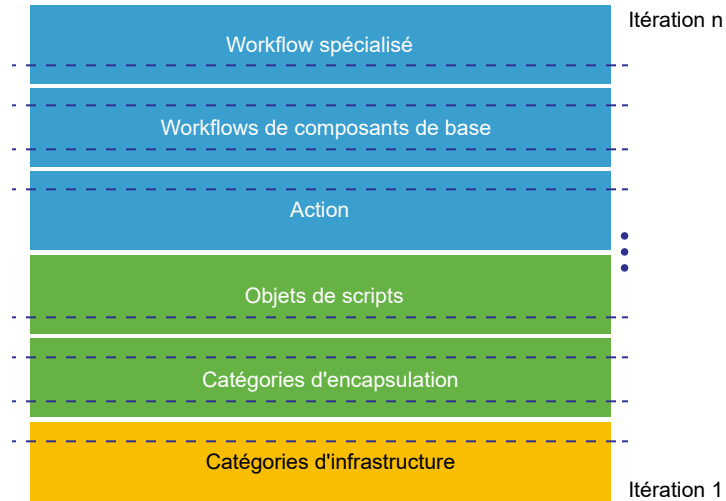 Itération n
Workflow spécialisé
Workflows de composants de base
Action
Objets de scripts
Catégories d'encapsulation
Catégories d'infrastructure
Itération 1